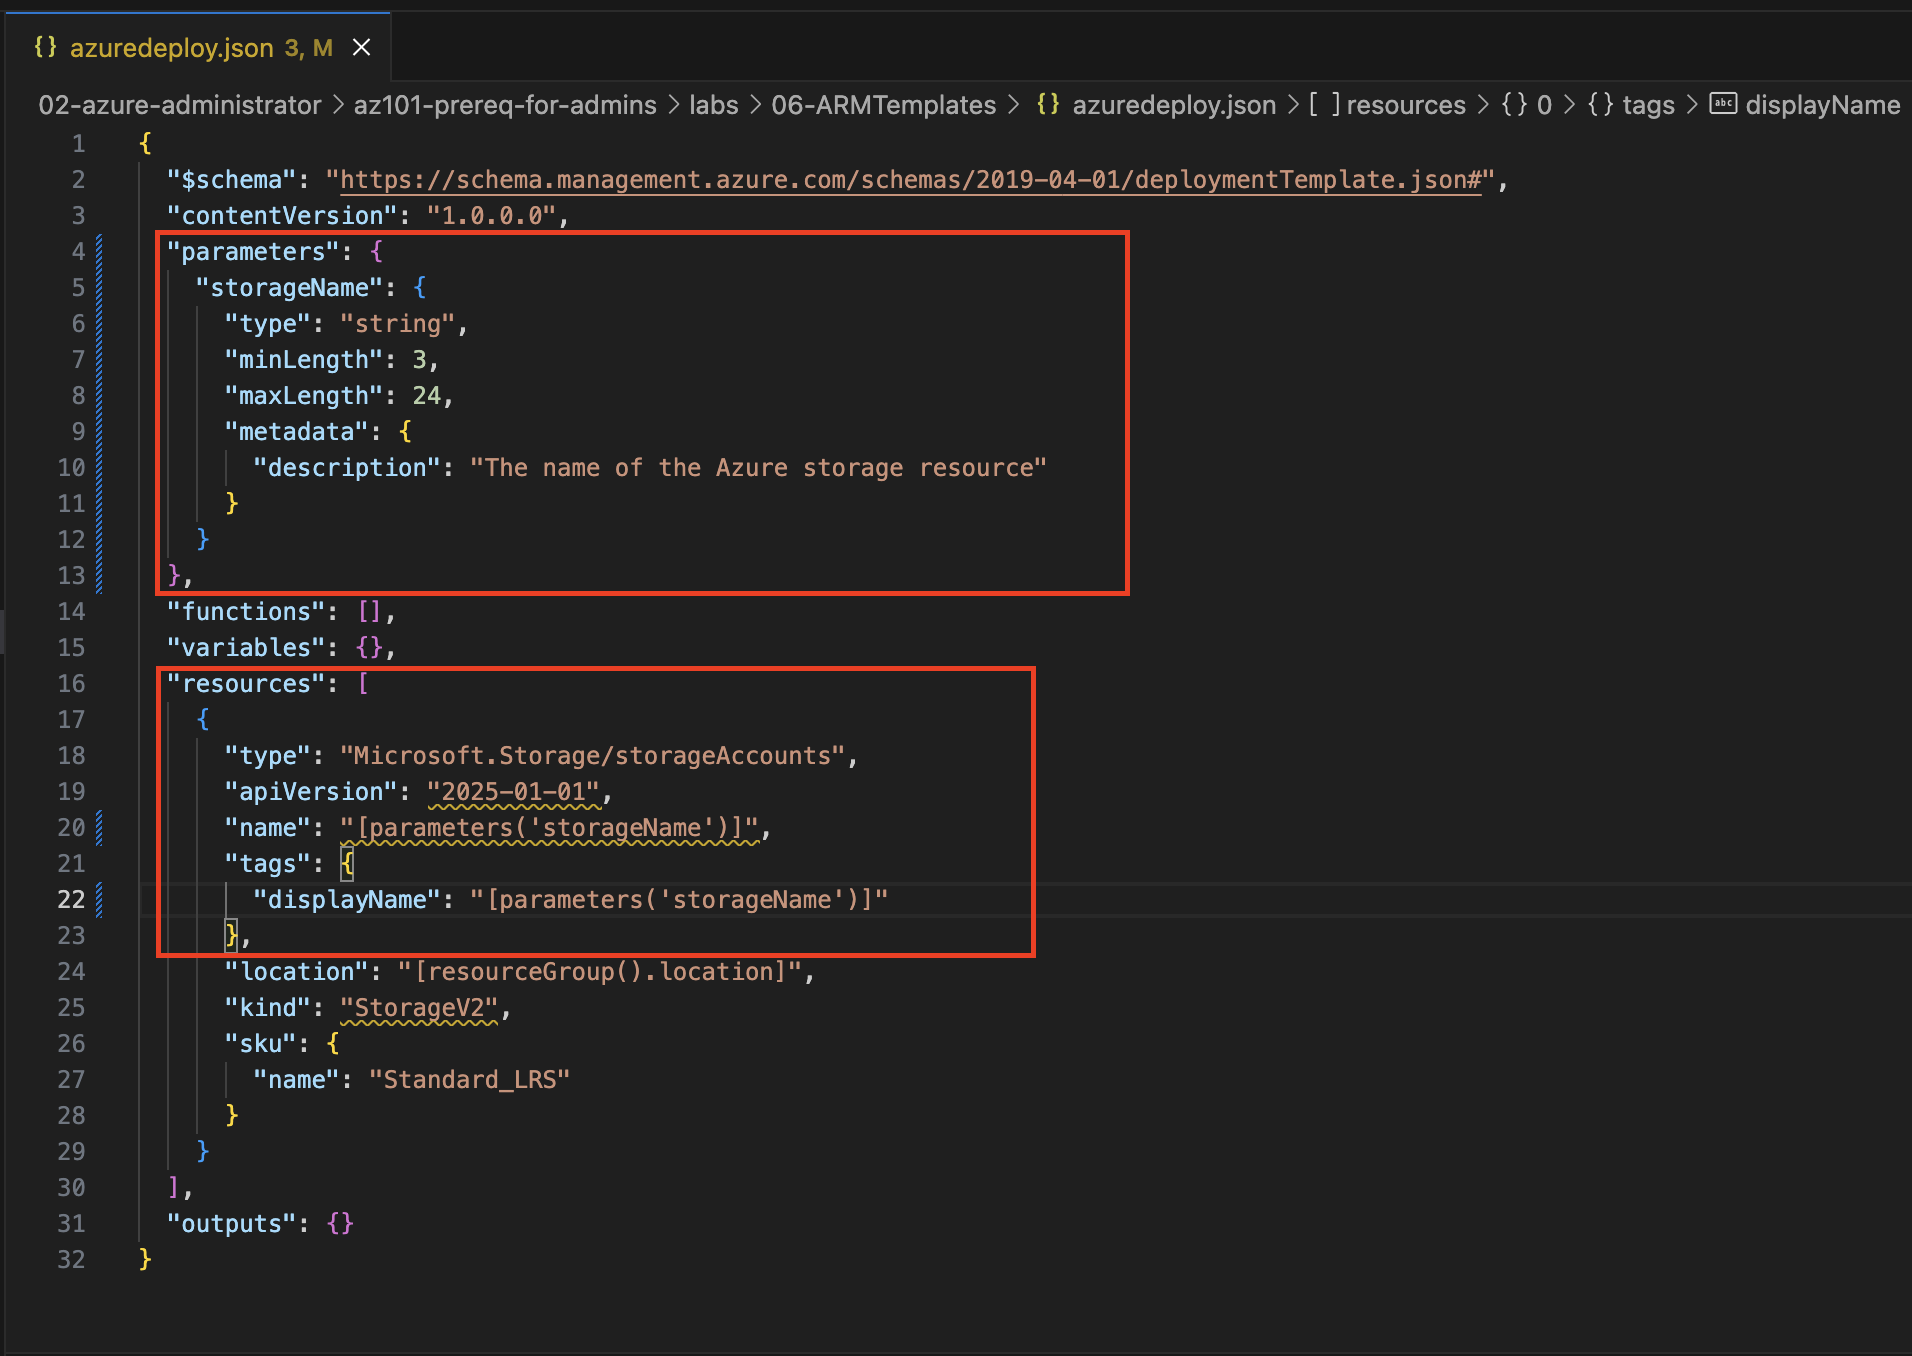 azuredeploy.json 3, M
02-azure-administrator > az101-prereq-for-admins > labs > 06-ARMTemplates > {} azuredeploy.json > [ ] resources > {} 0 > {} tags > abc displayName
1 {
2 "$schema": "https://schema.management.azure.com/schemas/2019-04-01/deploymentTemplate.json#",
3 "contentVersion": "1.0.0.0",
4 "parameters": {
5 "storageName": {
6 "type": "string",
7 "minLength": 3,
8 "maxLength": 24,
9 "metadata": {
10 "description": "The name of the Azure storage resource"
11 }
12 }
13 },
14 "functions": [],
15 "variables": {},
16 "resources": [
17 {
18 "type": "Microsoft.Storage/storageAccounts",
19 "apiVersion": "2025-01-01",
20 "name": "[parameters('storageName')]",
21 "tags": {
22 "displayName": "[parameters('storageName')]"
23 },
24 "location": "[resourceGroup().location]",
25 "kind": "StorageV2",
26 "sku": {
27 "name": "Standard_LRS"
28 }
29 }
30 ],
31 "outputs": {}
32 }